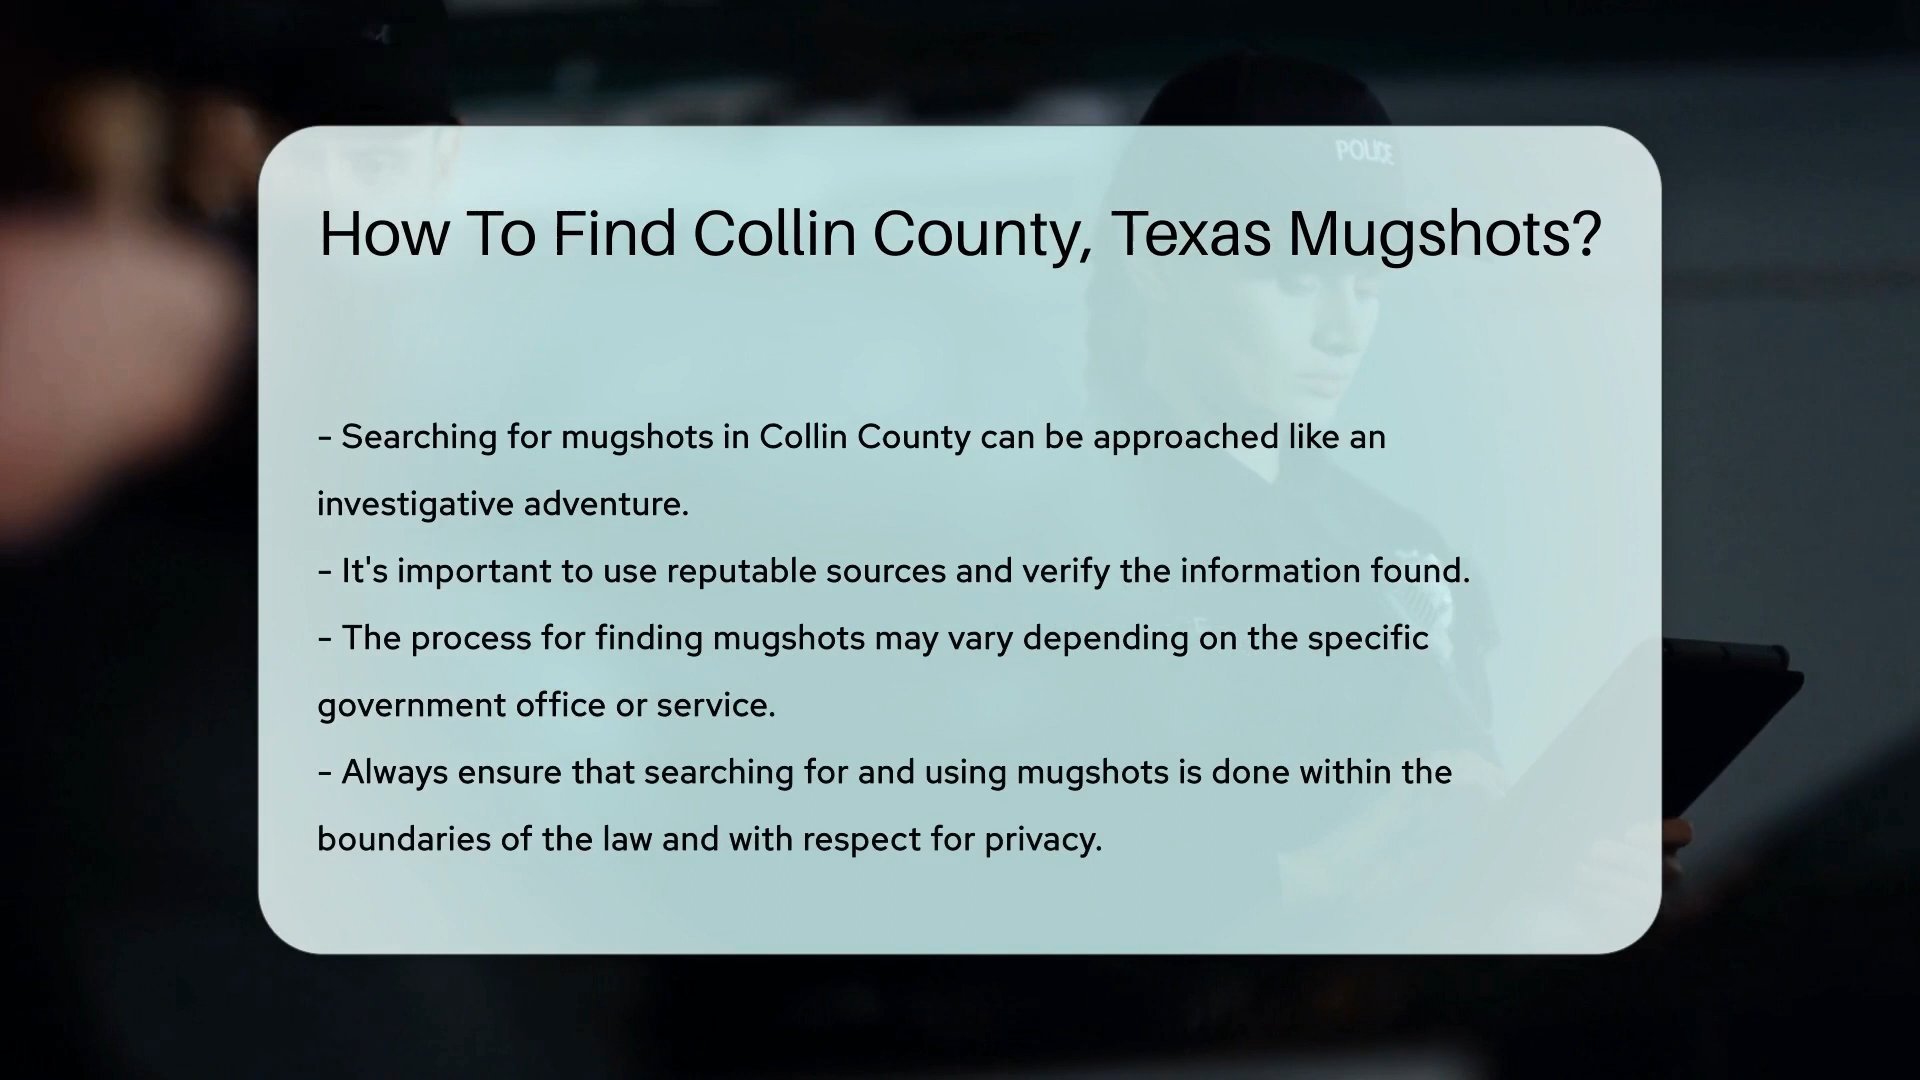 POLICE
How To Find Collin County, Texas Mugshots?
- Searching for mugshots in Collin County can be approached like an
investigative adventure.
- It's important to use reputable sources and verify the information found.
- The process for finding mugshots may vary depending on the specific
government office or service.
- Always ensure that searching for and using mugshots is done within the
boundaries of the law and with respect for privacy.